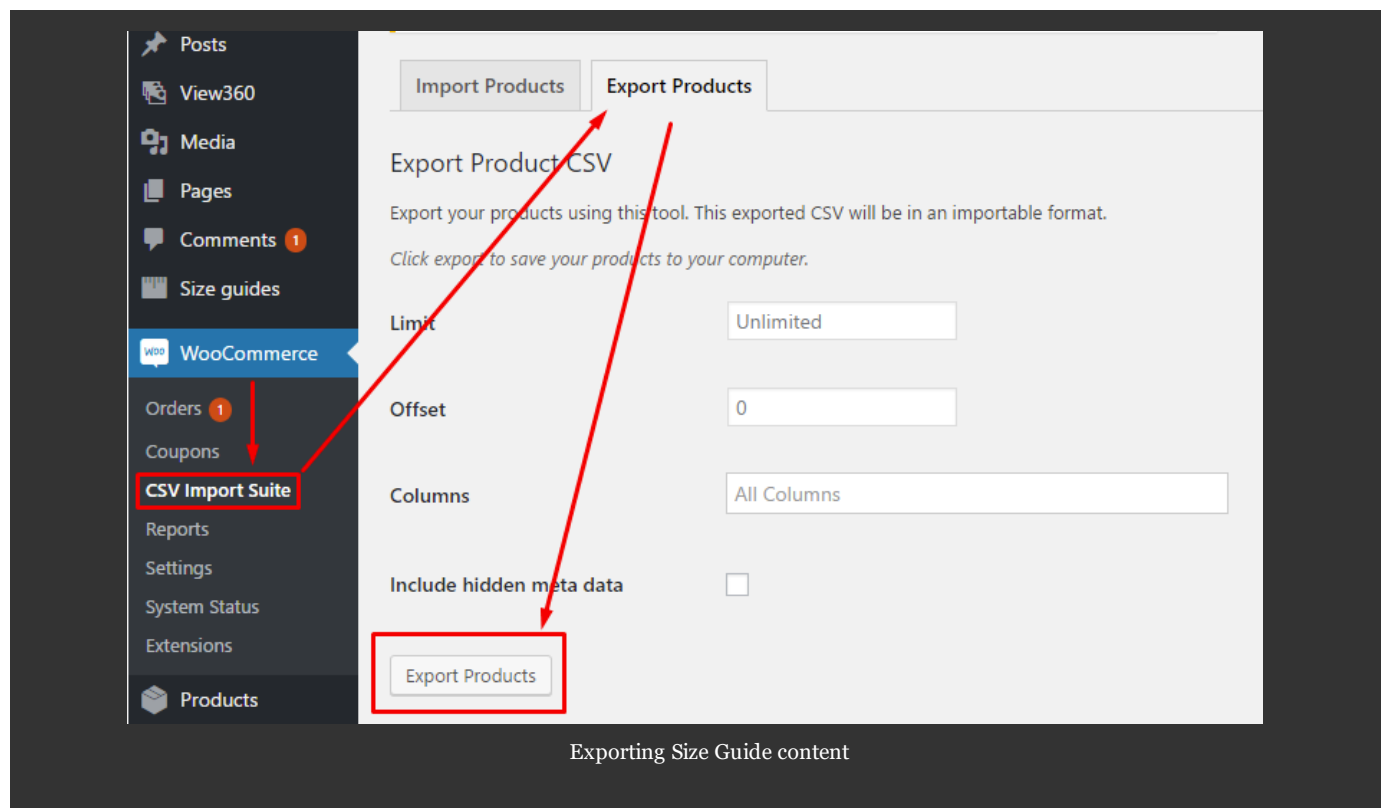 Posts
View360
Media
Pages
Comments 1
Size guides
WOO WooCommerce
Orders 1
Coupons
CSV Import Suite
Reports
Settings
System Status
Extensions
Products
Import Products Export Products
Export Product CSV
Export your products using this tool. This exported CSV will be in an importable format.
Click export to save your products to your computer.
Limit Unlimited
Offset 0
Columns All Columns
Include hidden meta data
Export Products
Exporting Size Guide content